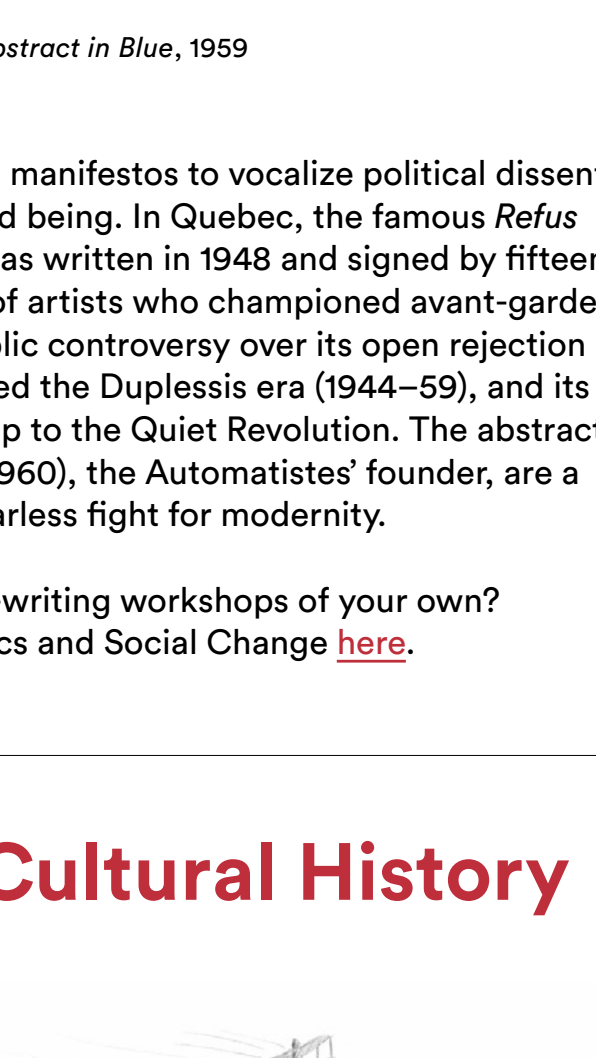 bstract in Blue, 1959
manifestos to vocalize political dissent
d being. In Quebec, the famous Refus
as written in 1948 and signed by fifteen
of artists who championed avant-garde
lic controversy over its open rejection
ed the Duplessis era (1944–59), and its
p to the Quiet Revolution. The abstract
960), the Automatistes’ founder, are a
arless fight for modernity.
-writing workshops of your own?
cs and Social Change here.
Cultural History